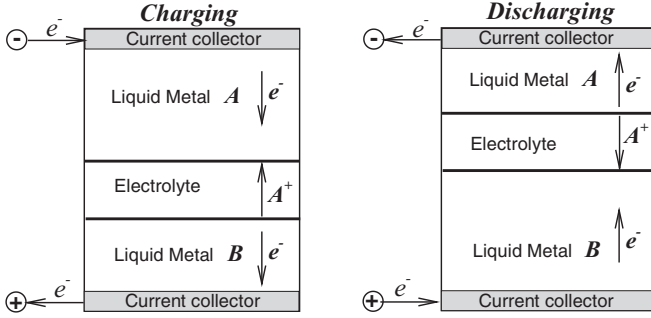 Charging
- e-
Current collector
Liquid Metal A e-
Electrolyte A+
Liquid Metal B e-
+ e-
Current collector
Discharging
- e-
Current collector
Liquid Metal A e-
Electrolyte A+
Liquid Metal B e-
+ e-
Current collector